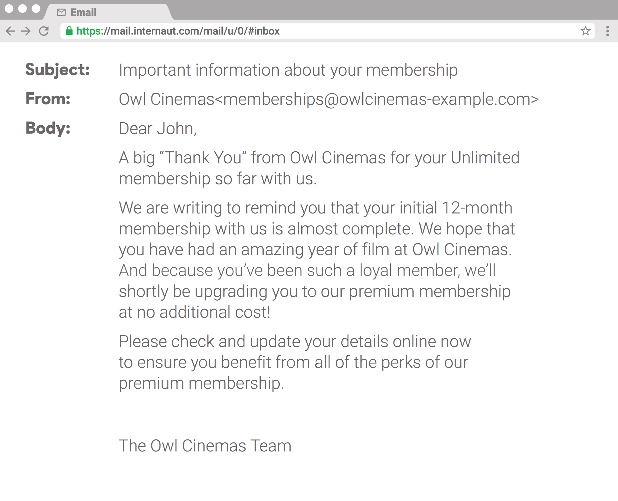 Email
https://mail.internaut.com/mail/u/0/#inbox
Subject: Important information about your membership
From: Owl Cinemas<memberships@owlcinemas-example.com>
Body: Dear John,
A big “Thank You” from Owl Cinemas for your Unlimited
membership so far with us.
We are writing to remind you that your initial 12-month
membership with us is almost complete. We hope that
you have had an amazing year of film at Owl Cinemas.
And because you’ve been such a loyal member, we’ll
shortly be upgrading you to our premium membership
at no additional cost!
Please check and update your details online now
to ensure you benefit from all of the perks of our
premium membership.
The Owl Cinemas Team